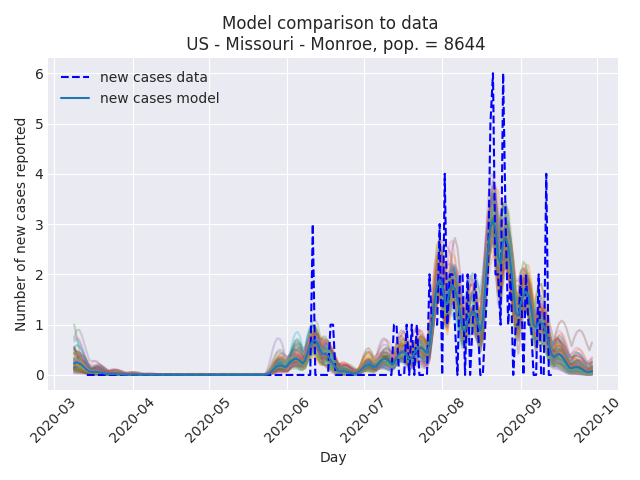 Model comparison to data
US - Missouri - Monroe, pop. = 8644
new cases data
new cases model
Number of new cases reported
6
5
4
3
2
1
0
2020-03
2020-04
2020-05
2020-06
2020-07
2020-08
2020-09
2020-10
Day